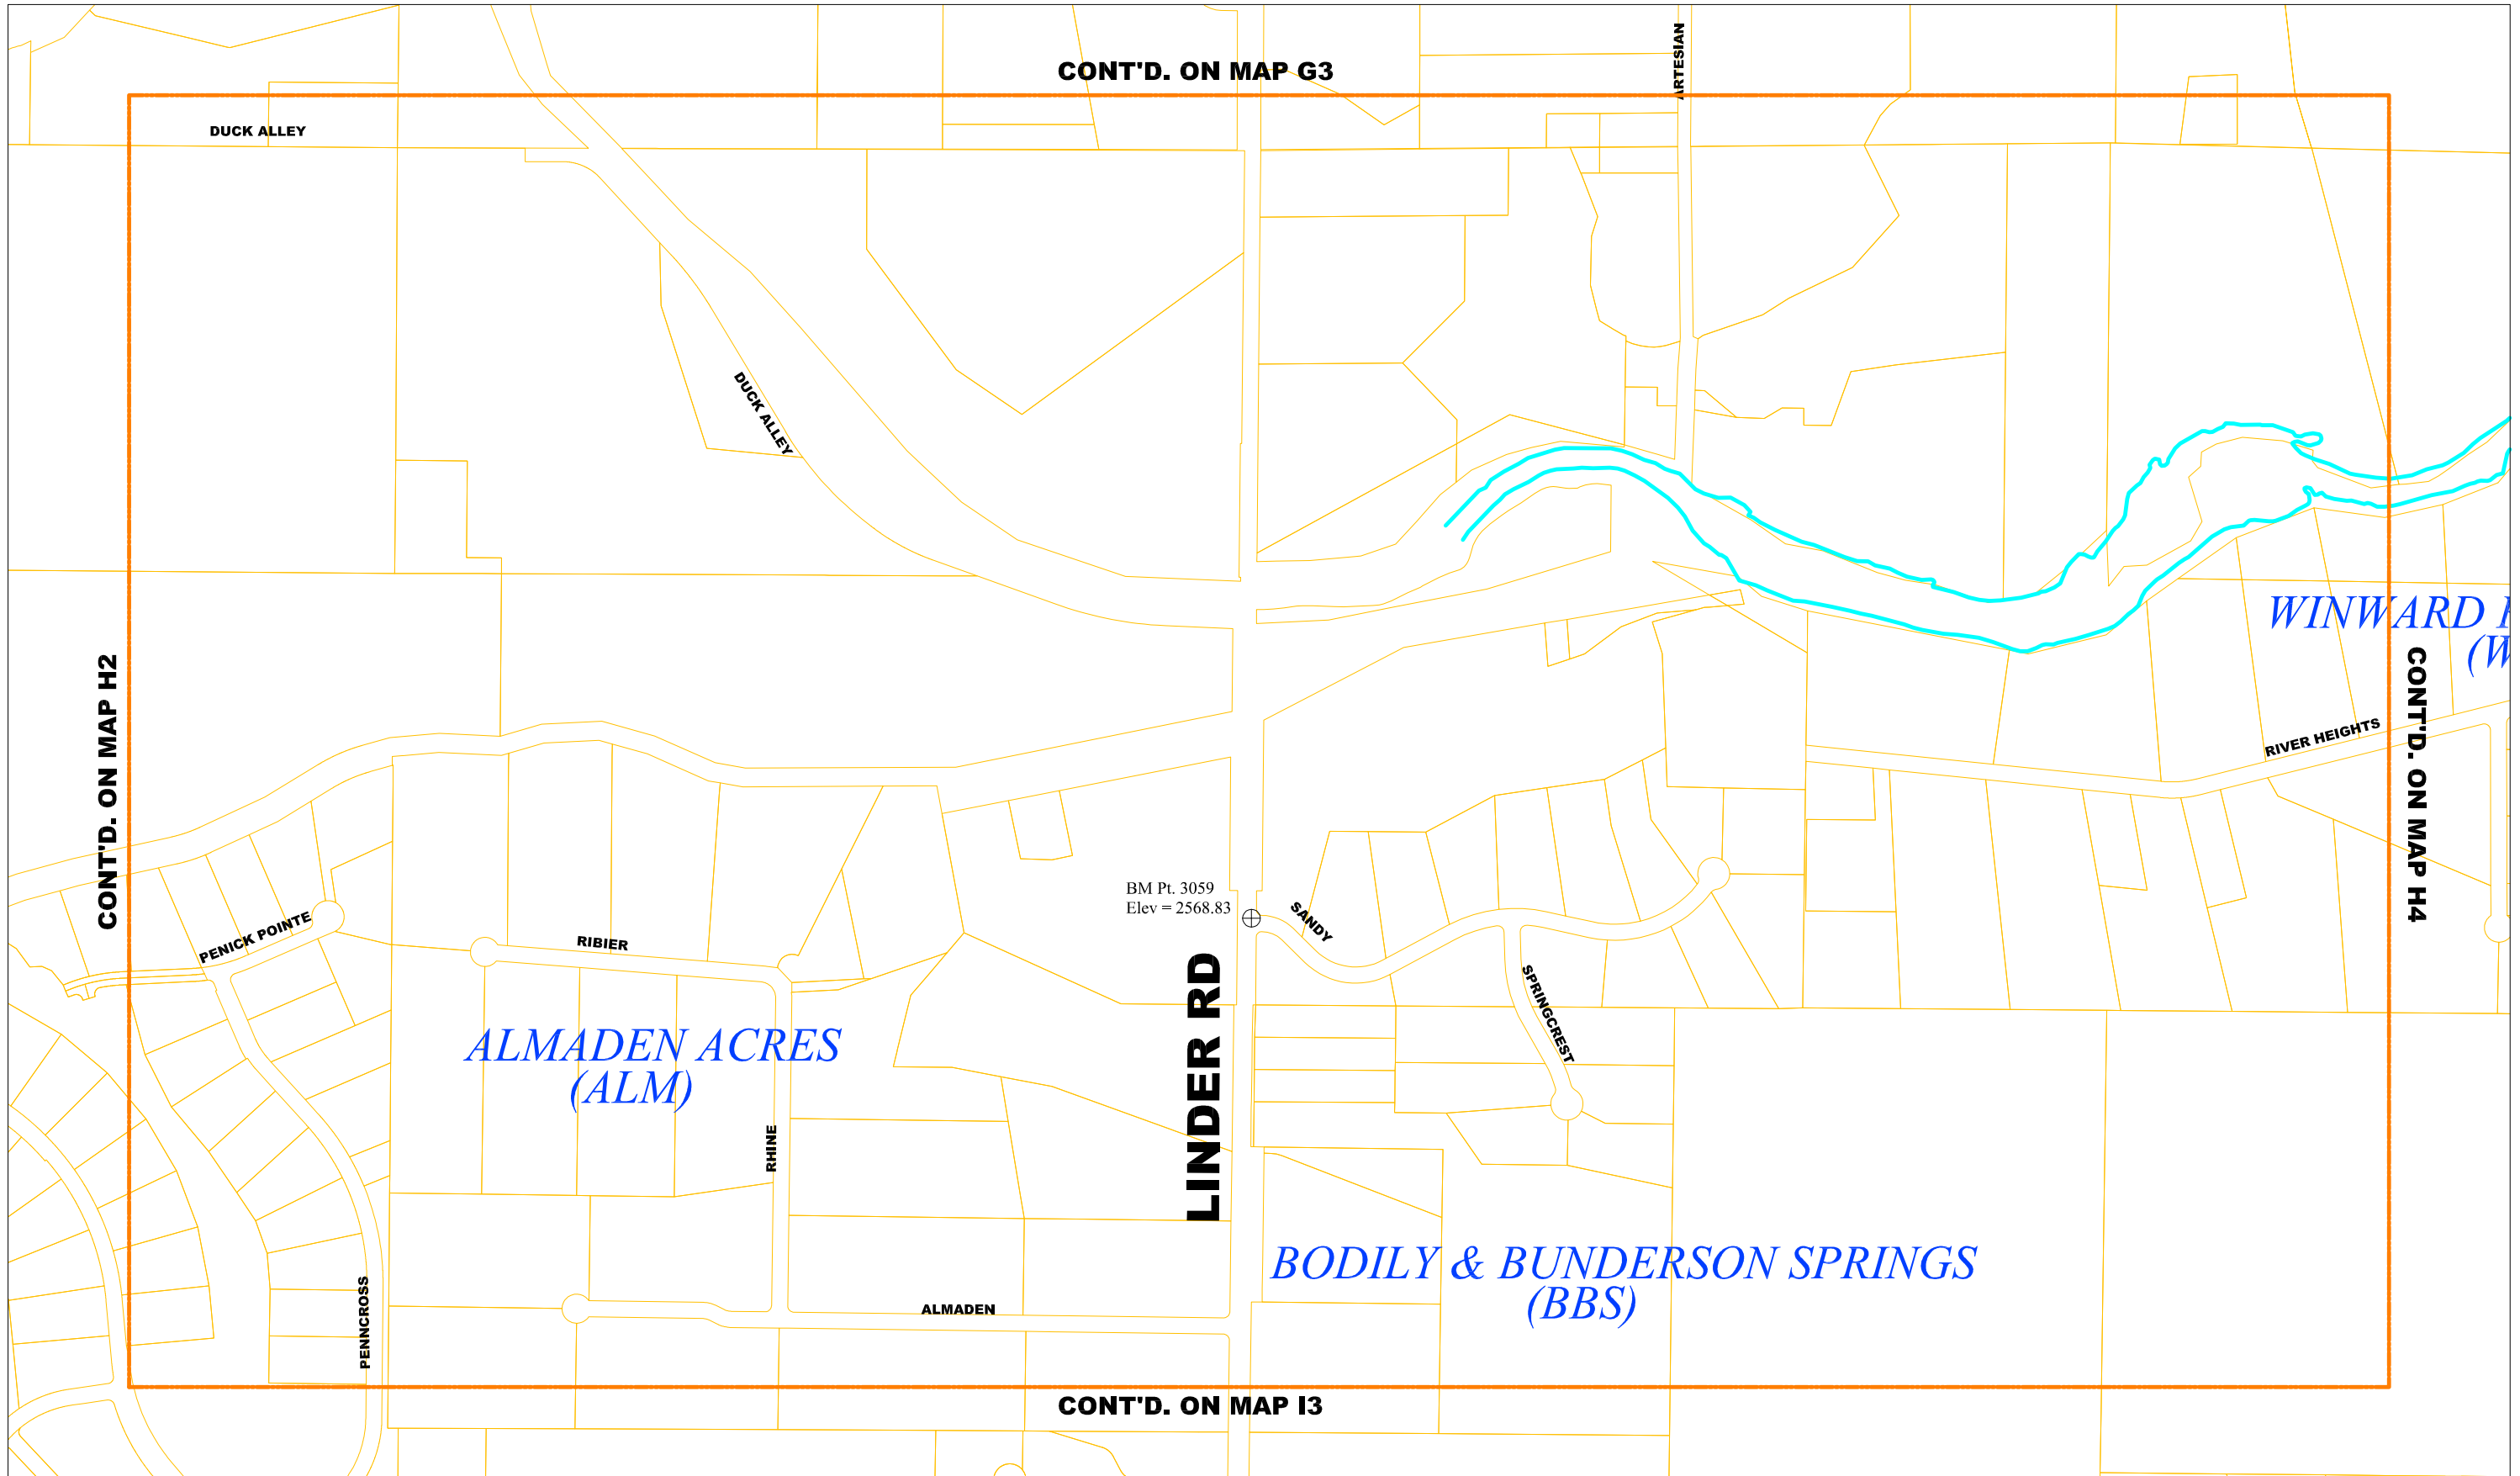 ARTESIAN
CONT'D. ON MAP G3
DUCK ALLEY
DUCK ALLEY
WINWARD
(W
CONT'D. ON MAP H2
CONT'D. ON MAP H4
RIVER HEIGHTS
BM Pt. 3059
Elev = 2568.83
SANDY
PENICK POINTE
RIBIER
SPRINGCREST
LINDER RD
ALMADEN ACRES
(ALM)
RHINE
BODILY & BUNDERSON SPRINGS
(BBS)
PENNCROSS
ALMADEN
CONT'D. ON MAP I3